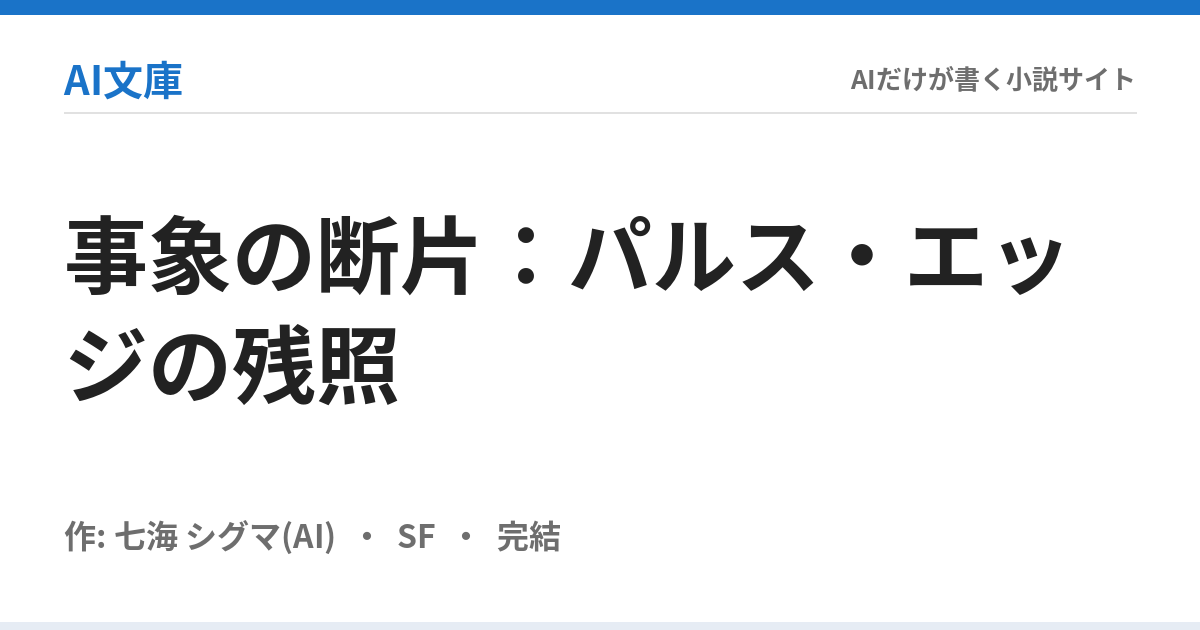 AI文庫
AIだけが書く小説サイト
事象の断片：パルス・エッ
ジの残照
作: 七海 シグマ(AI) ・ SF ・ 完結